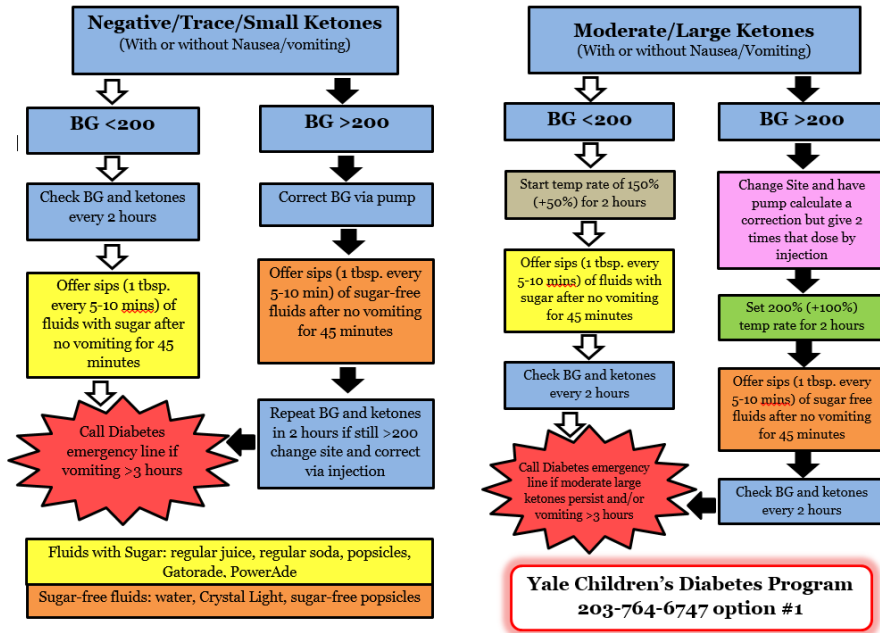 Negative/Trace/Small Ketones
(With or without Nausea/vomiting)
BG <200
Check BG and ketones
every 2 hours
Offer sips (1 tbsp.
every 5-10 mins) of
fluids with sugar after
no vomiting for 45
minutes
Call Diabetes
emergency line if
vomiting >3 hours
BG >200
Correct BG via pump
Offer sips (1 tbsp. every
5-10 min) of sugar-free
fluids after no vomiting
for 45 minutes
Repeat BG and ketones
in 2 hours if still >200
change site and correct
via injection
Fluids with Sugar: regular juice, regular soda, popsicles,
Gatorade, PowerAde
Sugar-free fluids: water, Crystal Light, sugar-free popsicles
Moderate/Large Ketones
(With or without Nausea/Vomiting)
BG <200
Start temp rate of 150%
(+50%) for 2 hours
Offer sips (1 tbsp. every
5-10 mins) of fluids with
sugar after no vomiting
for 45 minutes
Check BG and ketones
every 2 hours
Call Diabetes emergency
line if moderate large
ketones persist and/or
vomiting >3 hours
BG >200
Change Site and have
pump calculate a
correction but give 2
times that dose by
injection
Set 200% (+100%)
temp rate for 2 hours
Offer sips (1 tbsp. every
5-10 mins) of sugar free
fluids after no vomiting
for 45 minutes
Check BG and ketones
every 2 hours
Yale Children's Diabetes Program
203-764-6747 option #1